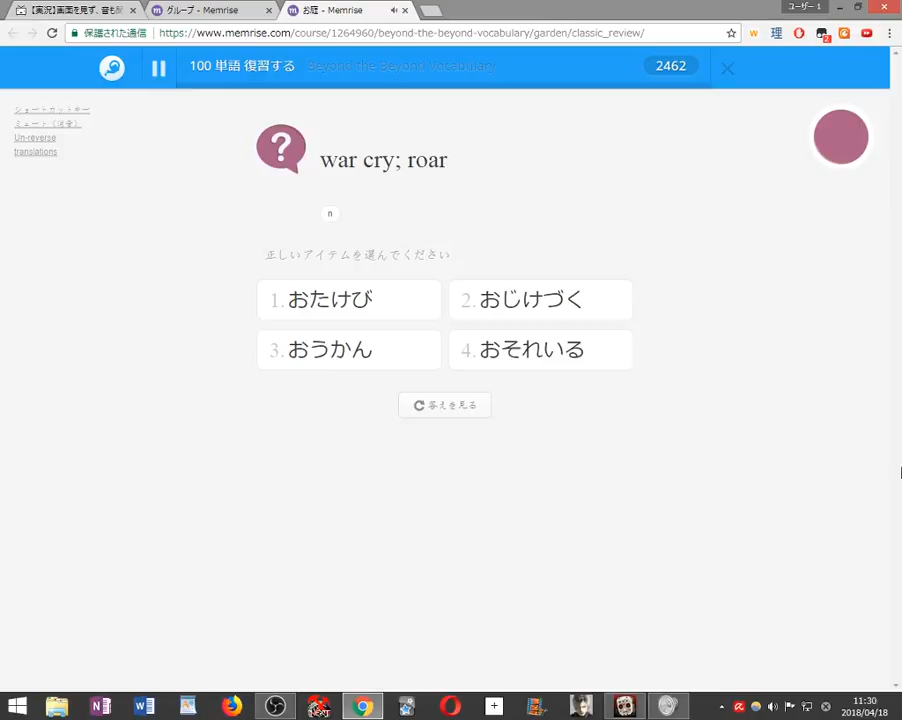 【実況】画面を見ず、音も反
グループ - Memrise
お庭 - Memrise
ユーザー 1
保護された通信
https://www.memrise.com/course/1264960/beyond-the-beyond-vocabulary/garden/classic_review/
100 単語 復習する
Beyond the Beyond Vocabulary
2462
ショートカットキー
ミュート (消音)
Un-reverse
translations
?
war cry; roar
n
正しいアイテムを選んでください
1. おたけび
2. おじけづく
3. おうかん
4. おそれいる
答えを見る
11:30
2018/04/18